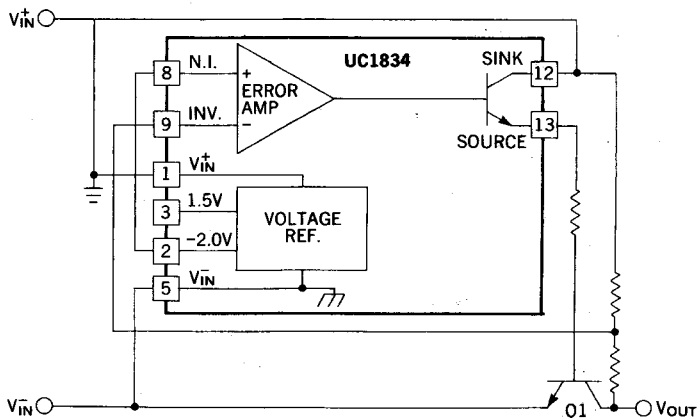 V+IN
UC1834
SINK
8 N.I. + 12
ERROR
AMP
9 INV. − 13
SOURCE
1 V+IN
3 1.5V
VOLTAGE
REF.
2 −2.0V
5 V−IN
V−IN
Q1
VOUT